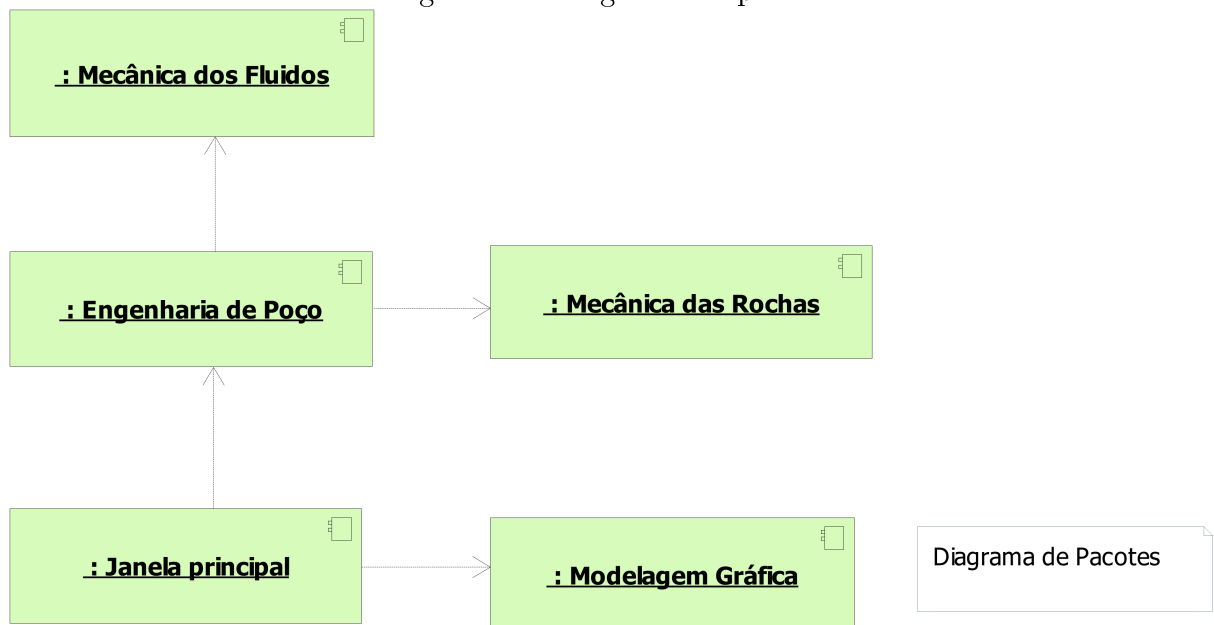 : Mecânica dos Fluidos
: Engenharia de Poço
: Mecânica das Rochas
: Janela principal
: Modelagem Gráfica
Diagrama de Pacotes